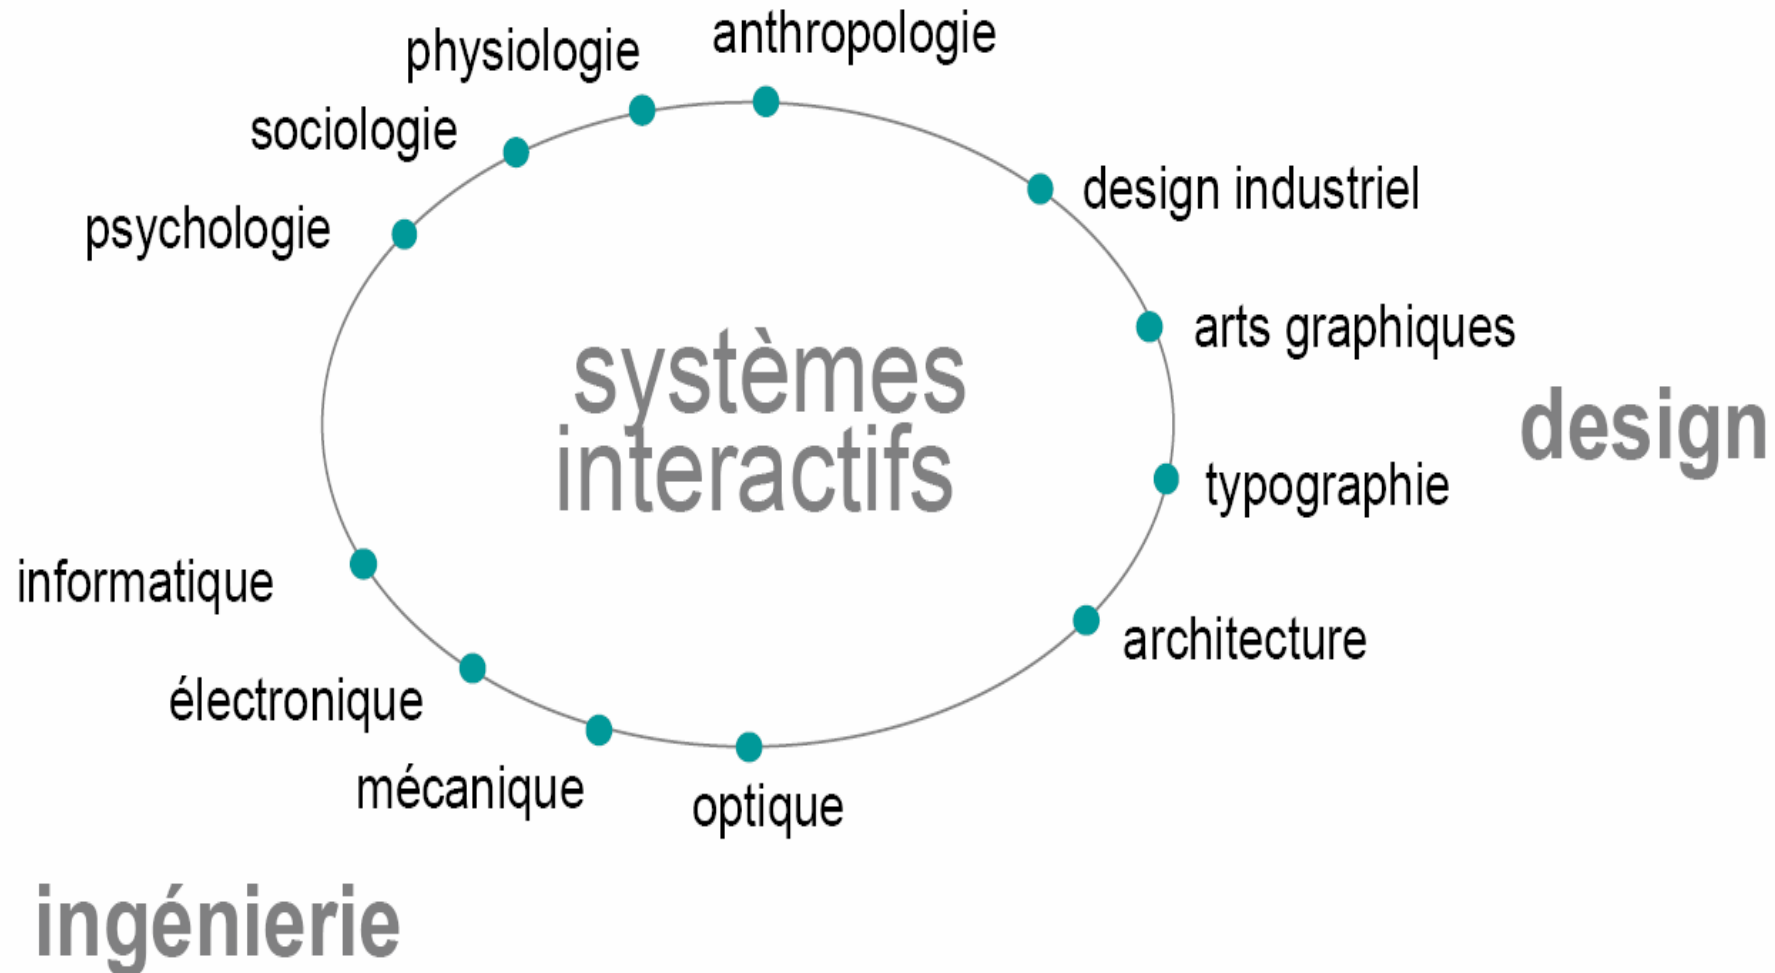 anthropologie
physiologie
sociologie
psychologie
design industriel
arts graphiques
systèmes
interactifs
design
typographie
informatique
architecture
électronique
mécanique
optique
ingénierie